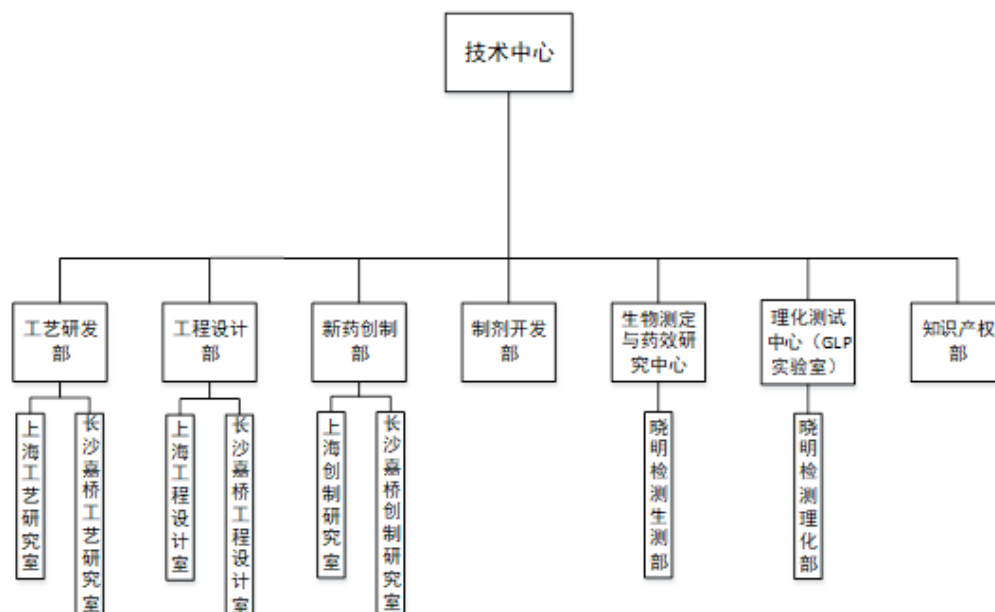 技术中心
工艺研发
部
工程设计
部
新药创制
部
制剂开发
部
生物测定
与药效研
究中心
理化测试
中心（GLP
实验室）
知识产权
部
上海工艺研究室
长沙嘉桥工艺研究室
上海工程设计室
长沙嘉桥工程设计室
上海创制研究室
长沙嘉桥创制研究室
晓明检测生测部
晓明检测理化部